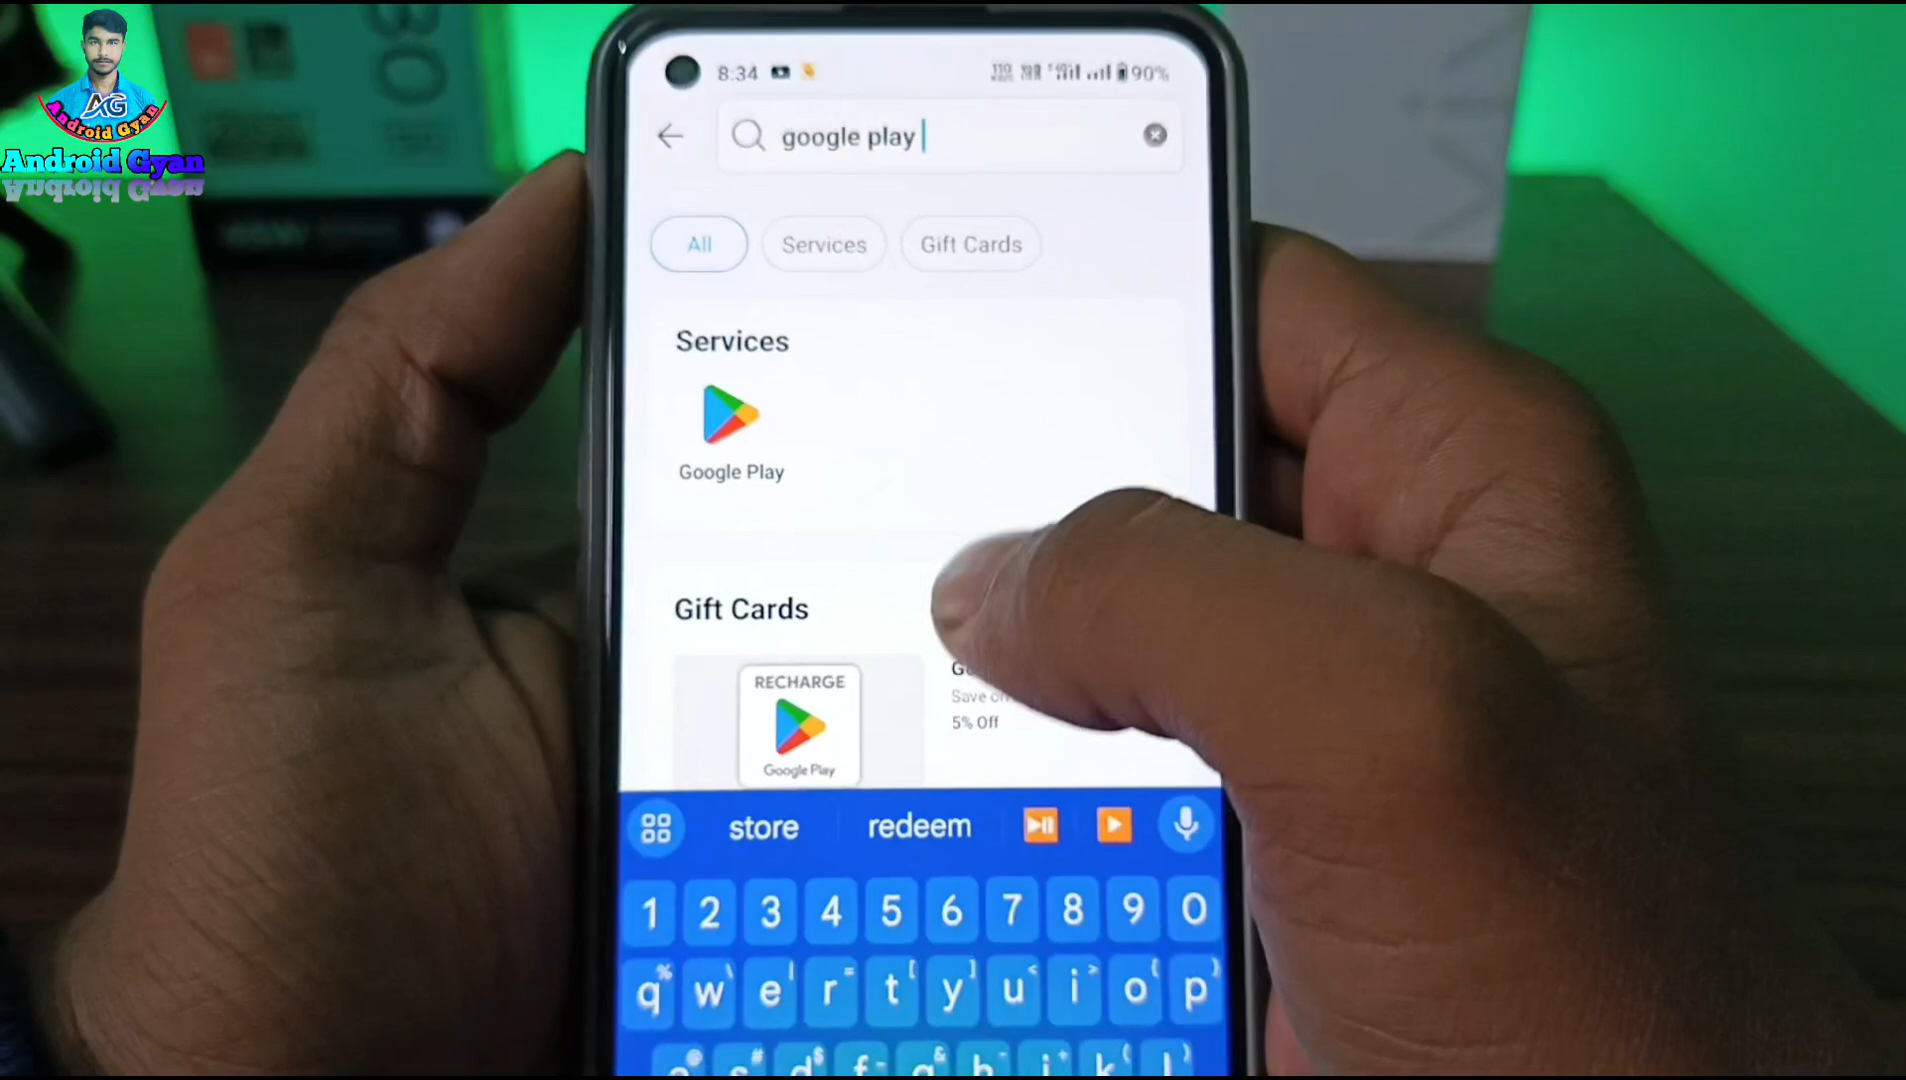 AG
Android Gyan
Android Gyan
8:34
90%
google play
All
Services
Gift Cards
Services
Google Play
Gift Cards
RECHARGE
Google Play
Save on
5% Off
store
redeem
1 2 3 4 5 6 7 8 9 0
q w e r t y u i o p